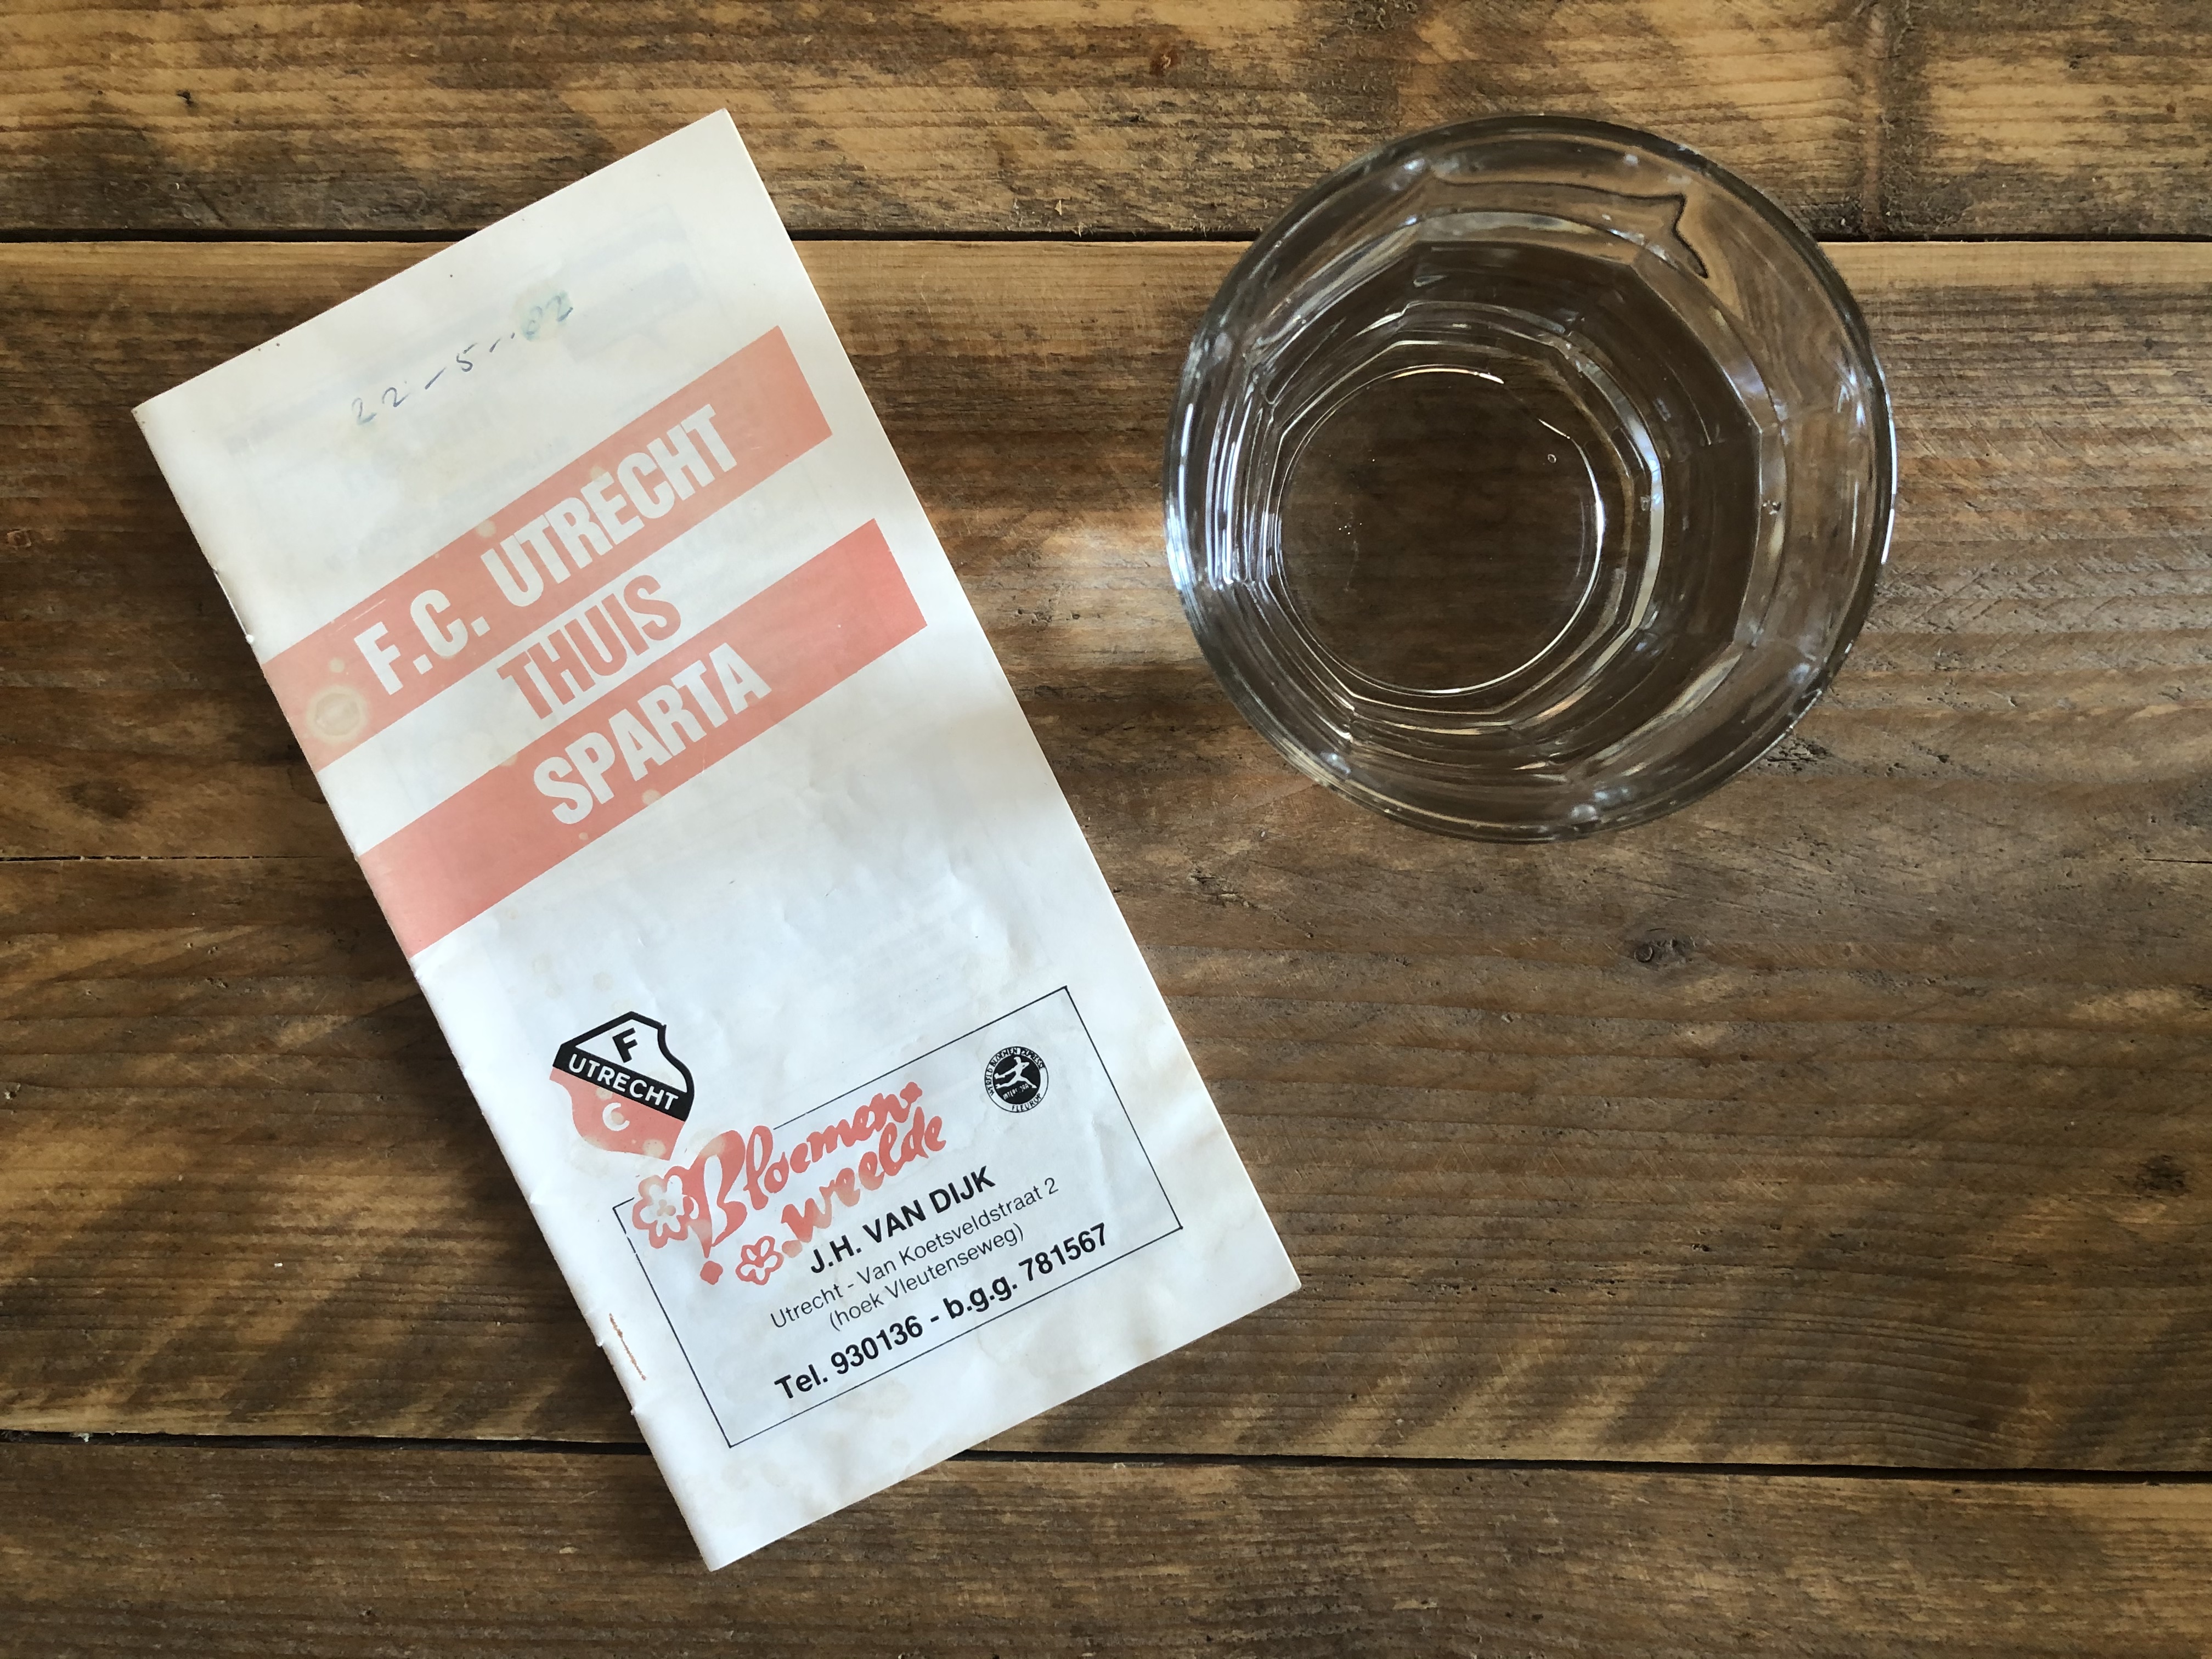 22-5-82
F.C. UTRECHT
THUIS
SPARTA
F
UTRECHT
C
Bloemen
weelde
FLEUROP
J.H. VAN DIJK
Utrecht - Van Koetsveldstraat 2
(hoek Vleutenseweg)
Tel. 930136 - b.g.g. 781567